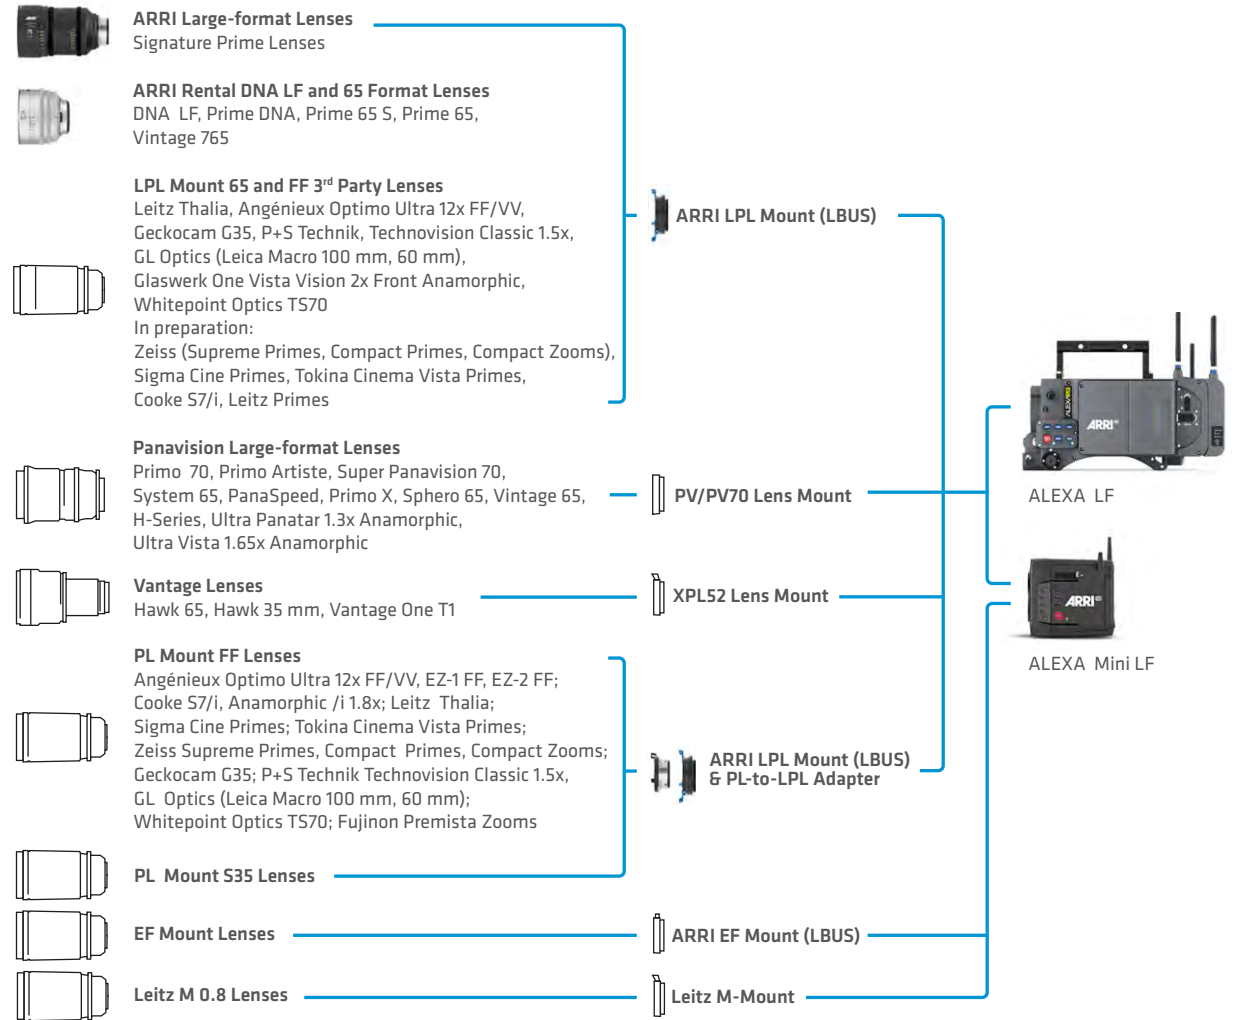 ARRI Large-format Lenses
Signature Prime Lenses
ARRI Rental DNA LF and 65 Format Lenses
DNA LF, Prime DNA, Prime 65 S, Prime 65,
Vintage 765
LPL Mount 65 and FF 3rd Party Lenses
Leitz Thalia, Angénieux Optimo Ultra 12x FF/VV,
Geckocam G35, P+S Technik, Technovision Classic 1.5x,
GL Optics (Leica Macro 100 mm, 60 mm),
Glaswerk One Vista Vision 2x Front Anamorphic,
Whitepoint Optics TS70
In preparation:
Zeiss (Supreme Primes, Compact Primes, Compact Zooms),
Sigma Cine Primes, Tokina Cinema Vista Primes,
Cooke S7/i, Leitz Primes
ARRI LPL Mount (LBUS)
Panavision Large-format Lenses
Primo 70, Primo Artiste, Super Panavision 70,
System 65, PanaSpeed, Primo X, Sphero 65, Vintage 65,
H-Series, Ultra Panatar 1.3x Anamorphic,
Ultra Vista 1.65x Anamorphic
PV/PV70 Lens Mount
Vantage Lenses
Hawk 65, Hawk 35 mm, Vantage One T1
XPL52 Lens Mount
PL Mount FF Lenses
Angénieux Optimo Ultra 12x FF/VV, EZ-1 FF, EZ-2 FF;
Cooke S7/i, Anamorphic /i 1.8x; Leitz Thalia;
Sigma Cine Primes; Tokina Cinema Vista Primes;
Zeiss Supreme Primes, Compact Primes, Compact Zooms;
Geckocam G35; P+S Technik Technovision Classic 1.5x,
GL Optics (Leica Macro 100 mm, 60 mm);
Whitepoint Optics TS70; Fujinon Premista Zooms
PL Mount S35 Lenses
ARRI LPL Mount (LBUS)
& PL-to-LPL Adapter
EF Mount Lenses
ARRI EF Mount (LBUS)
Leitz M 0.8 Lenses
Leitz M-Mount
ALEXA
ARRI
ALEXA LF
ARRI
ALEXA Mini LF